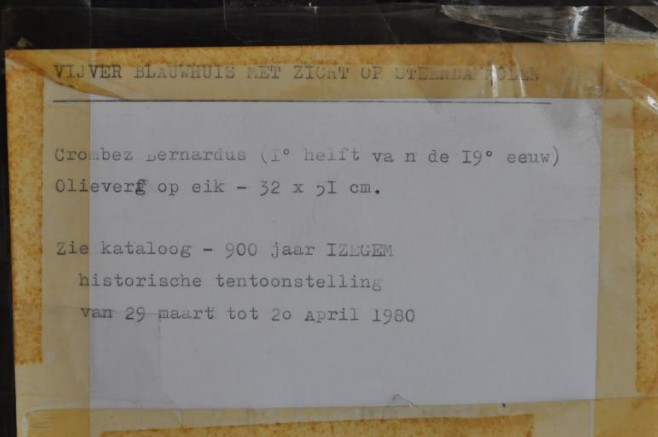 VIJVER BLAUWHUIS MET ZICHT OP
Crombez Bernardus (I° helft va n de I9° eeuw)
Olieverf op eik - 32 x 5I cm.
Zie kataloog - 900 jaar IZEGEM
historische tentoonstelling
van 29 maart tot 2o April 1980